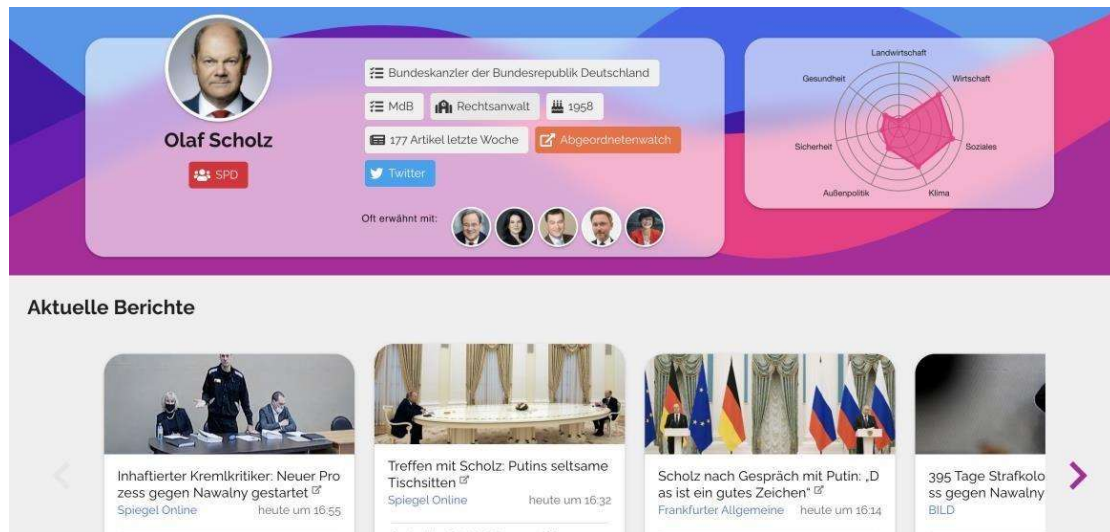 Olaf Scholz
SPD
Bundeskanzler der Bundesrepublik Deutschland
MdB
Rechtsanwalt
1958
177 Artikel letzte Woche
Abgeordnetenwatch
Twitter
Oft erwähnt mit:
Landwirtschaft
Gesundheit
Wirtschaft
Sicherheit
Soziales
Außenpolitik
Klima
Aktuelle Berichte
Inhaftierter Kremlkritiker: Neuer Pro
zess gegen Nawalny gestartet
Spiegel Online
heute um 16:55
Treffen mit Scholz: Putins seltsame
Tischsitten
Spiegel Online
heute um 16:32
Scholz nach Gespräch mit Putin: „D
as ist ein gutes Zeichen“
Frankfurter Allgemeine
heute um 16:14
395 Tage Strafkolo
ss gegen Nawalny
BILD